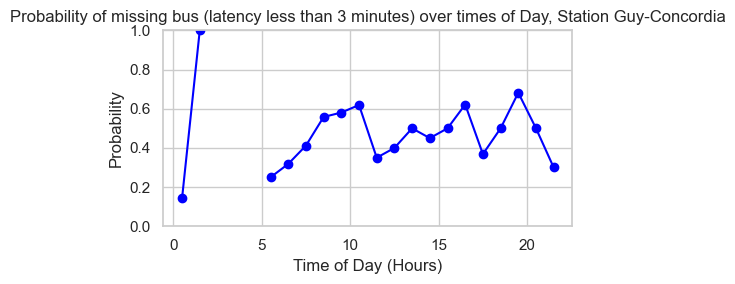 Probability of missing bus (latency less than 3 minutes) over times of Day, Station Guy-Concordia
1.0
0.8
0.6
0.4
0.2
0.0
Probability
0 5 10 15 20
Time of Day (Hours)